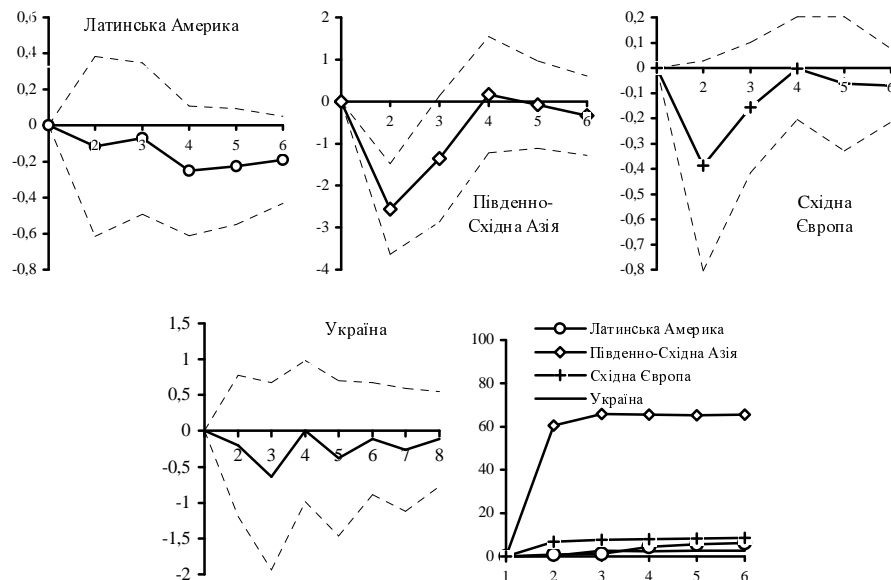 Латинська Америка
0,6
0,4
0,2
0
-0,2
-0,4
-0,6
-0,8
2 3 4 5 6
2
1
0
-1
-2
-3
-4
2 3 4 5 6
Південно-
Східна Азія
0,2
0,1
0
-0,1
-0,2
-0,3
-0,4
-0,5
-0,6
-0,7
-0,8
2 3 4 5 6
Східна
Європа
Україна
1,5
1
0,5
0
-0,5
-1
-1,5
-2
2 3 4 5 6 7 8
100
80
60
40
20
0
1 2 3 4 5 6
Латинська Америка
Південно-Східна Азія
Східна Європа
Україна